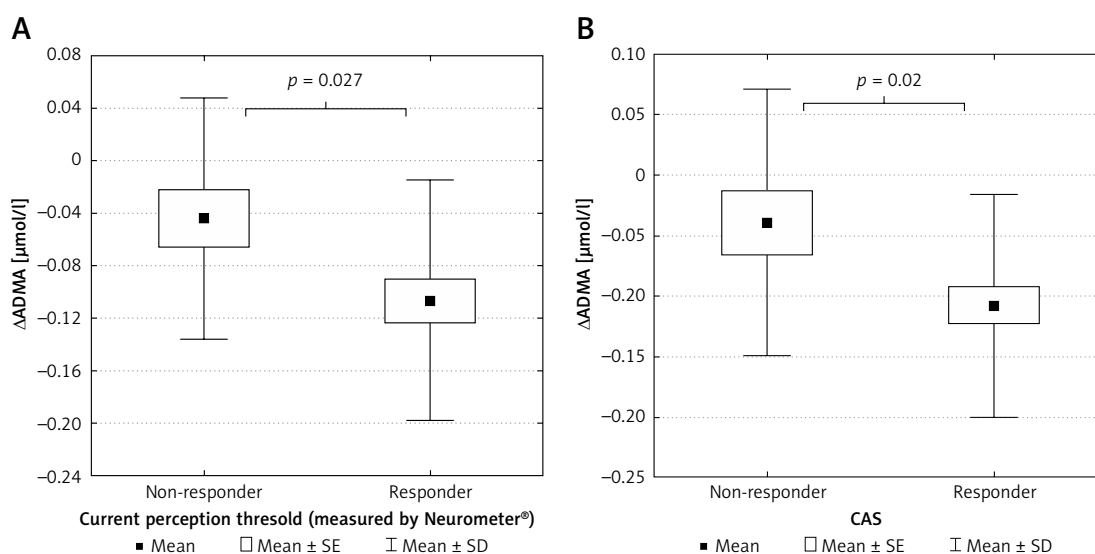 A
0.08
0.04
0
−0.04
−0.08
−0.12
−0.16
−0.20
−0.24
ΔADMA [μmol/l]
p = 0.027
Non-responder Responder
Current perception thresold (measured by Neurometer®)
■ Mean □ Mean ± SE ⌶ Mean ± SD
B
0.10
0.05
0
−0.05
−0.20
−0.15
−0.20
−0.25
ΔADMA [μmol/l]
p = 0.02
Non-responder Responder
CAS
■ Mean □ Mean ± SE ⌶ Mean ± SD